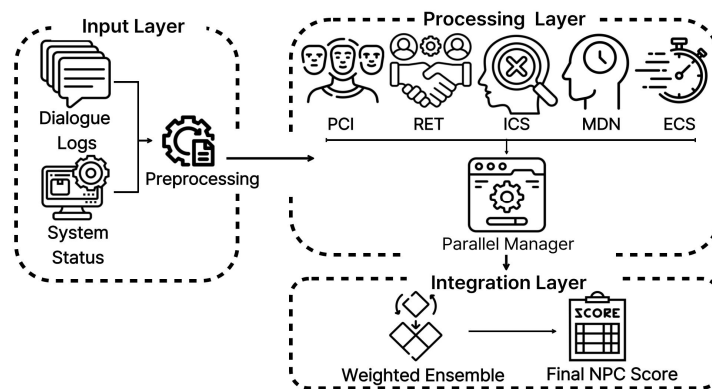 Input Layer
Dialogue
Logs
System
Status
Preprocessing
Processing Layer
PCI
RET
ICS
MDN
ECS
Parallel Manager
Integration Layer
Weighted Ensemble
SCORE
Final NPC Score